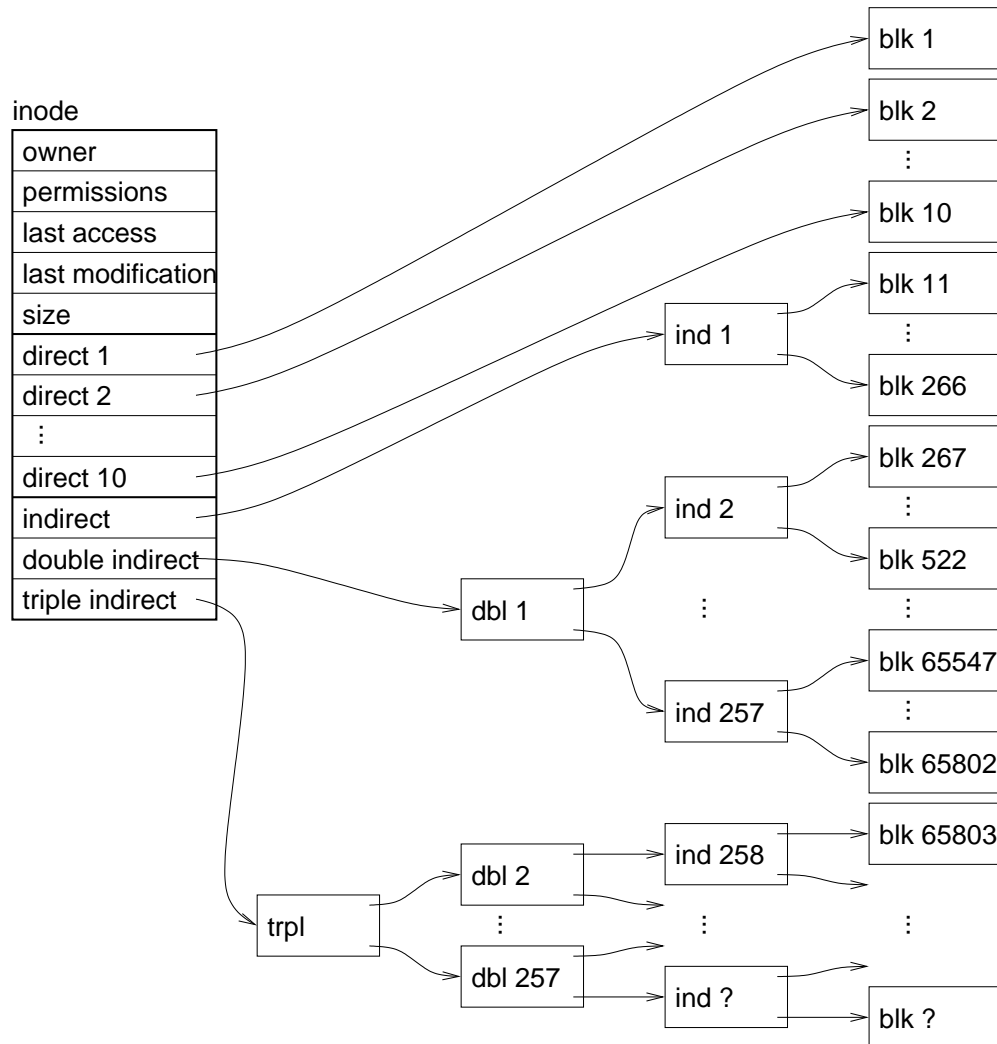 inode
owner
permissions
last access
last modification
size
direct 1
direct 2
⋮
direct 10
indirect
double indirect
triple indirect
trpl
dbl 1
dbl 2
⋮
dbl 257
ind 1
ind 2
⋮
ind 257
ind 258
⋮
ind ?
blk 1
blk 2
⋮
blk 10
blk 11
⋮
blk 266
blk 267
⋮
blk 522
⋮
blk 65547
⋮
blk 65802
blk 65803
⋮
blk ?